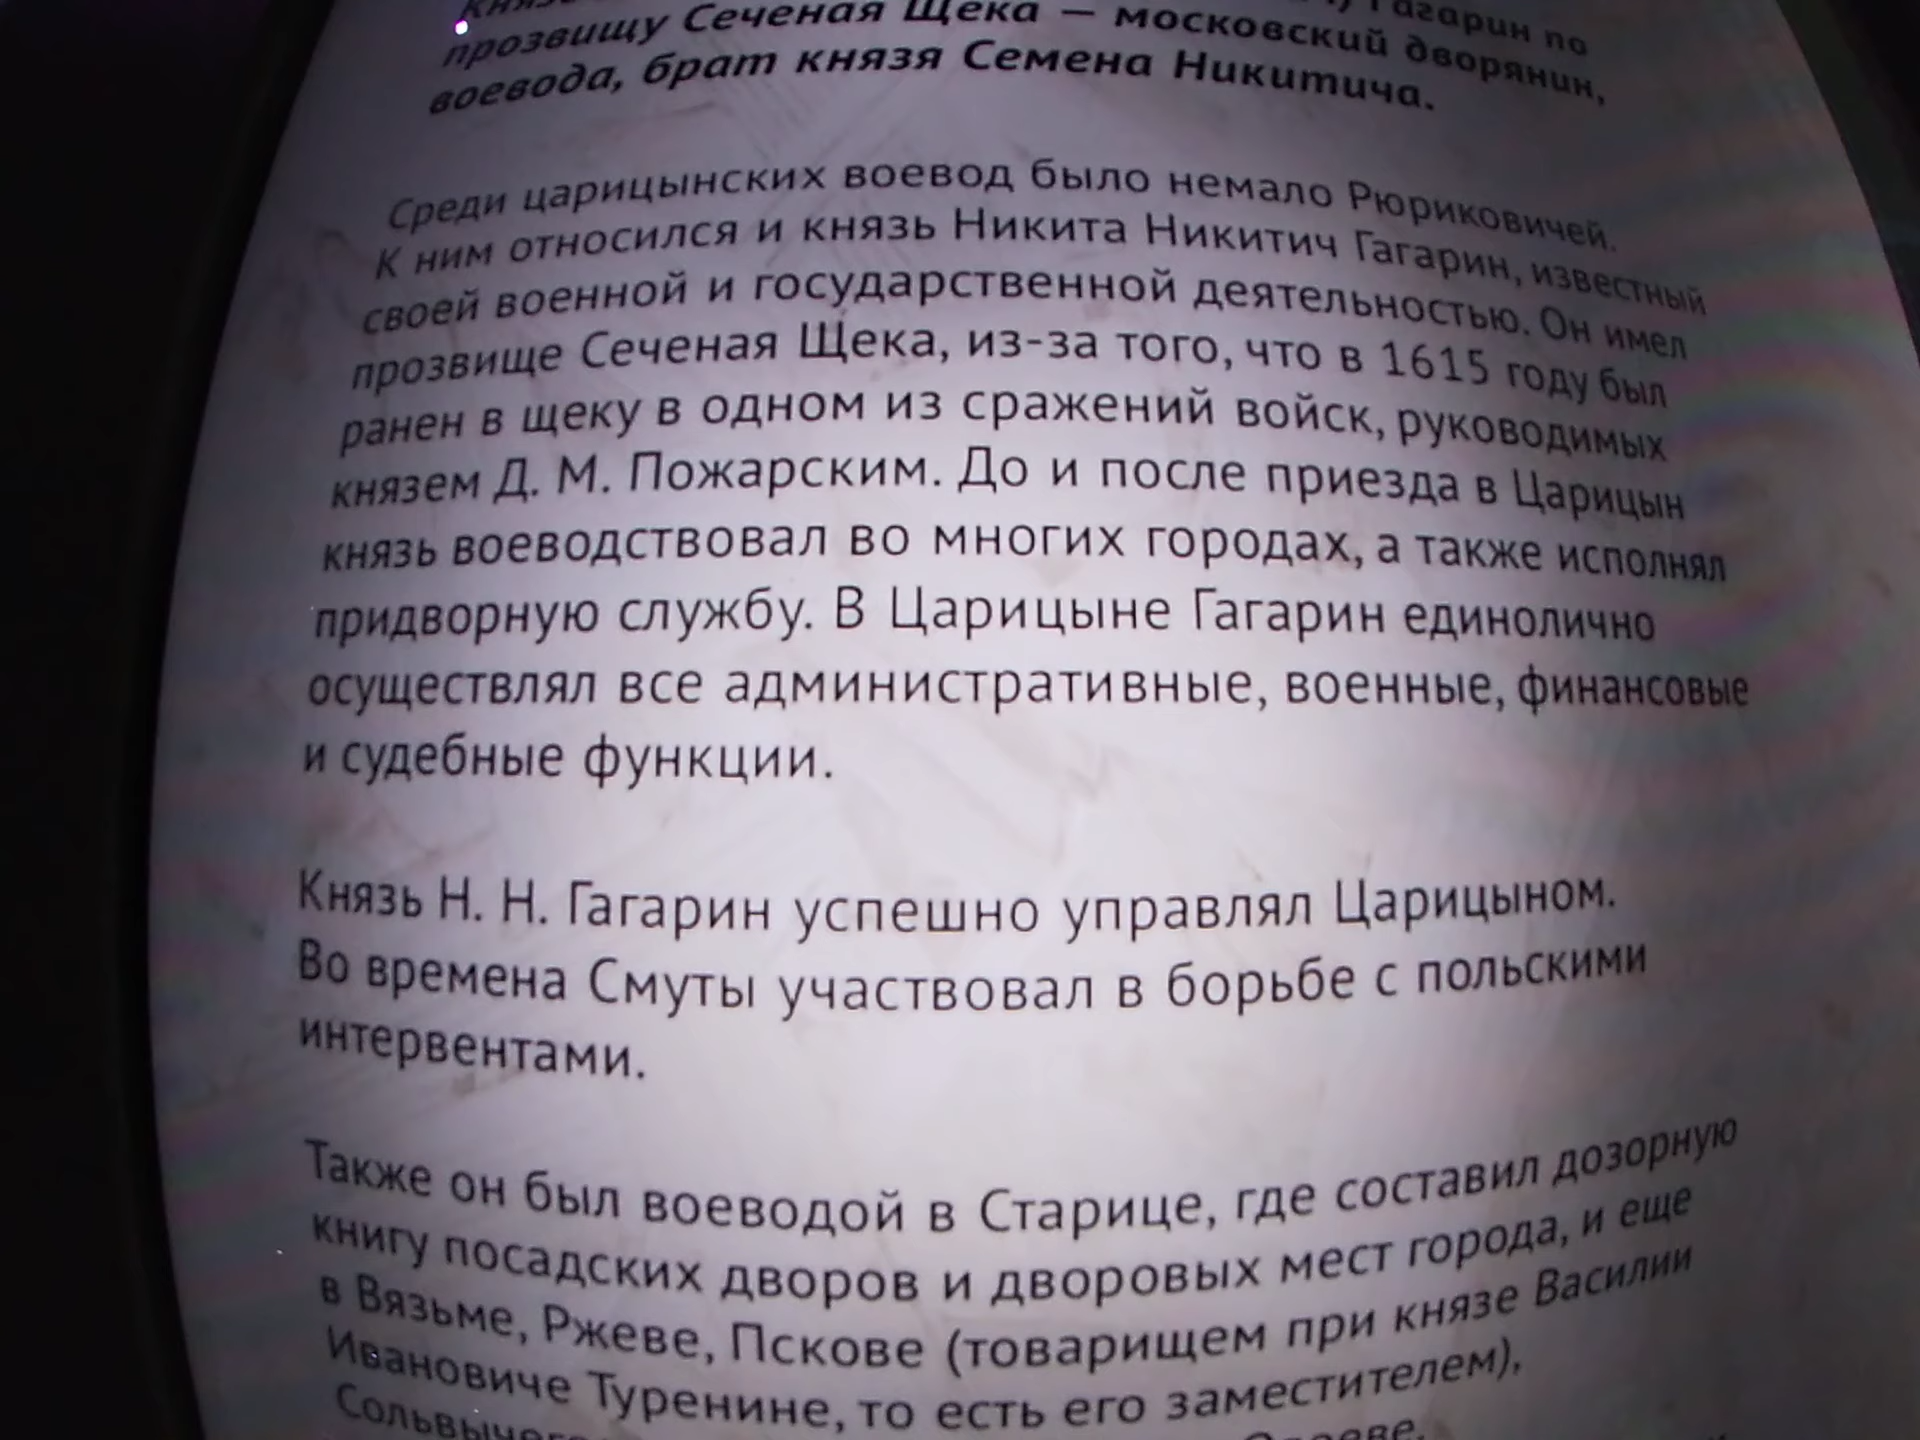 Гагарин по
прозвищу Сеченая Щека — московский дворянин,
воевода, брат князя Семена Никитича.
Среди царицынских воевод было немало Рюриковичей.
К ним относился и князь Никита Никитич Гагарин, известный
своей военной и государственной деятельностью. Он имел
прозвище Сеченая Щека, из-за того, что в 1615 году был
ранен в щеку в одном из сражений войск, руководимых
князем Д. М. Пожарским. До и после приезда в Царицын
князь воеводствовал во многих городах, а также исполнял
придворную службу. В Царицыне Гагарин единолично
осуществлял все административные, военные, финансовые
и судебные функции.
Князь Н. Н. Гагарин успешно управлял Царицыном.
Во времена Смуты участвовал в борьбе с польскими
интервентами.
Также он был воеводой в Старице, где составил дозорную
книгу посадских дворов и дворовых мест города, и еще
в Вязьме, Ржеве, Пскове (товарищем при князе Василии
Ивановиче Туренине, то есть его заместителем),